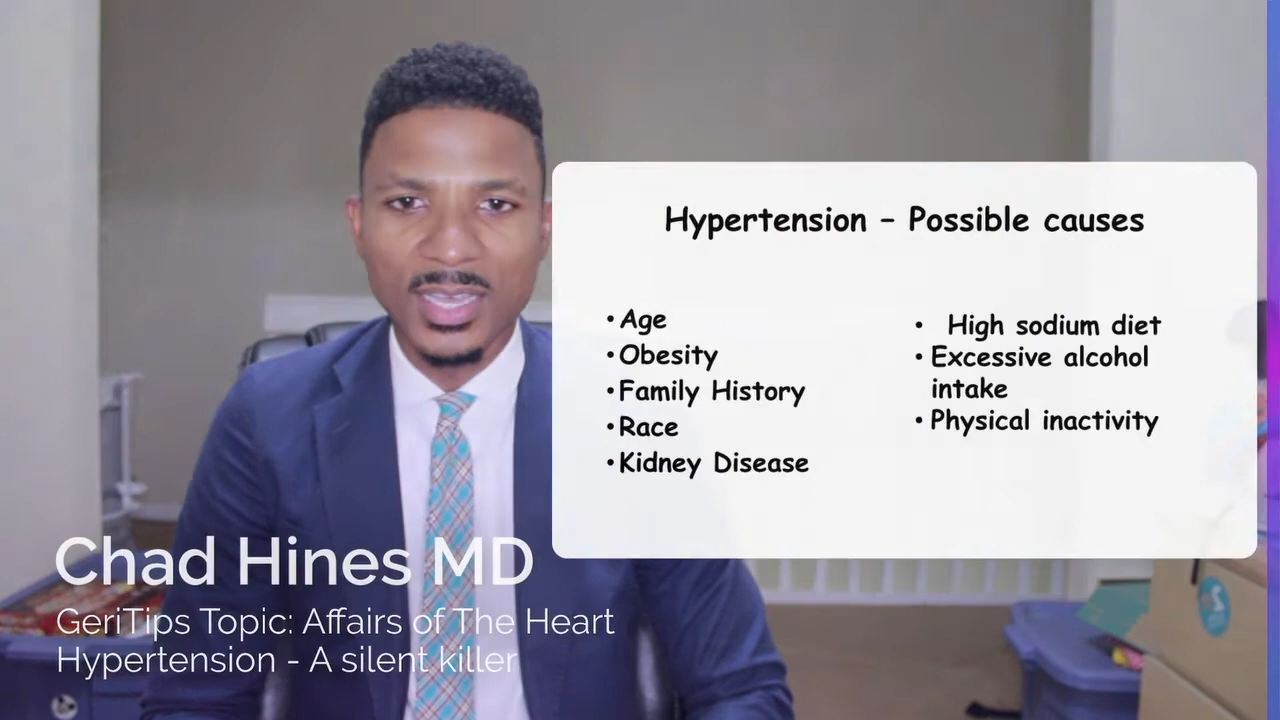 Hypertension – Possible causes
• Age
• Obesity
• Family History
• Race
• Kidney Disease
• High sodium diet
• Excessive alcohol
intake
• Physical inactivity
Chad Hines MD
GeriTips Topic: Affairs of The Heart
Hypertension - A silent killer